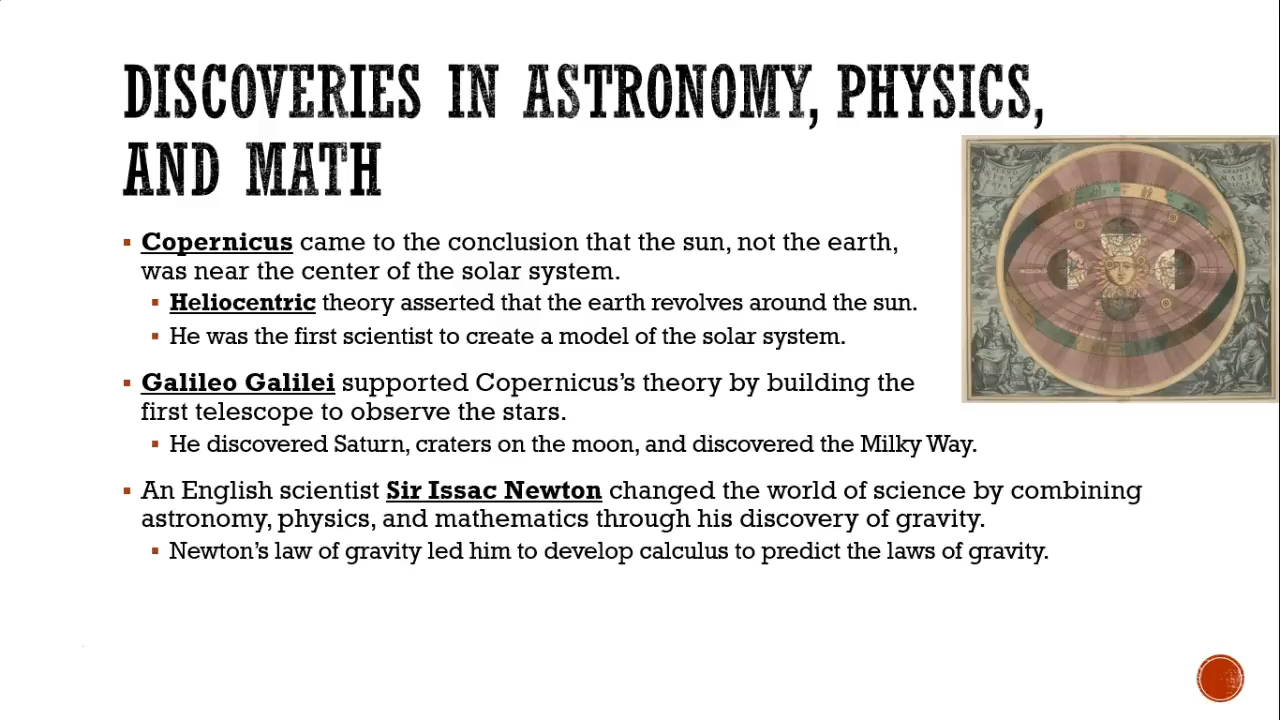 DISCOVERIES IN ASTRONOMY, PHYSICS,
AND MATH
Copernicus came to the conclusion that the sun, not the earth,
was near the center of the solar system.
Heliocentric theory asserted that the earth revolves around the sun.
He was the first scientist to create a model of the solar system.
Galileo Galilei supported Copernicus’s theory by building the
first telescope to observe the stars.
He discovered Saturn, craters on the moon, and discovered the Milky Way.
An English scientist Sir Issac Newton changed the world of science by combining
astronomy, physics, and mathematics through his discovery of gravity.
Newton’s law of gravity led him to develop calculus to predict the laws of gravity.